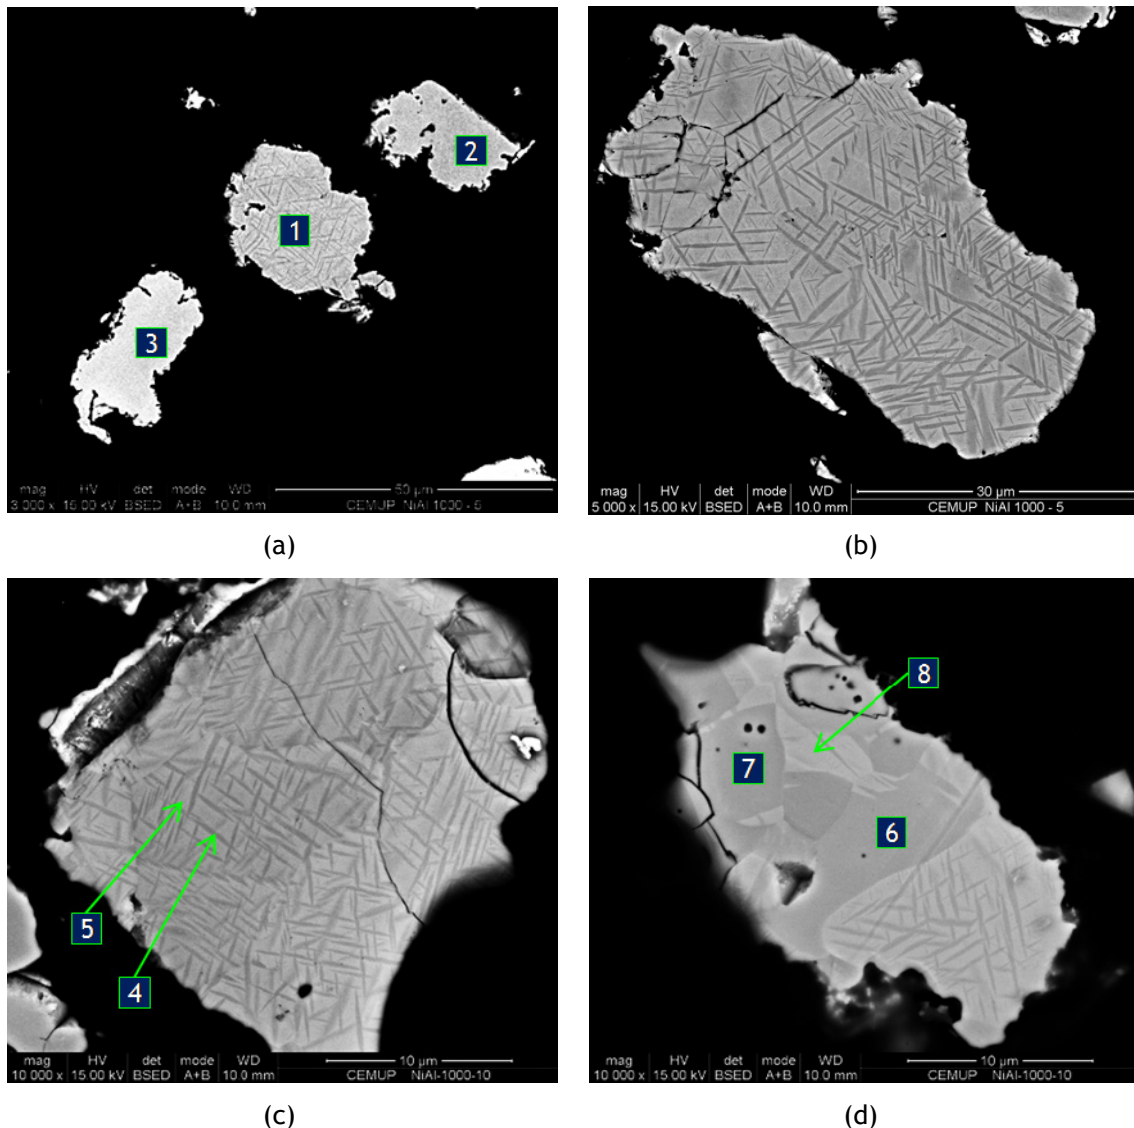 2
1
3
mag HV det mode WD 50 µm
3 000 x 15.00 kV BSED A+B 10.0 mm CEMUP NiAl 1000 - 5
(a)
mag HV det mode WD 30 µm
5 000 x 15.00 kV BSED A+B 10.0 mm CEMUP NiAl 1000 - 5
(b)
5
4
mag HV det mode WD 10 µm
10 000 x 15.00 kV BSED A+B 10.0 mm CEMUP NiAl-1000-10
(c)
8
7
6
mag HV det mode WD 10 µm
10 000 x 15.00 kV BSED A+B 10.0 mm CEMUP NiAl-1000-10
(d)